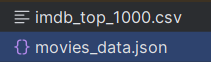 imdb_top_1000.csv
{} movies_data.json